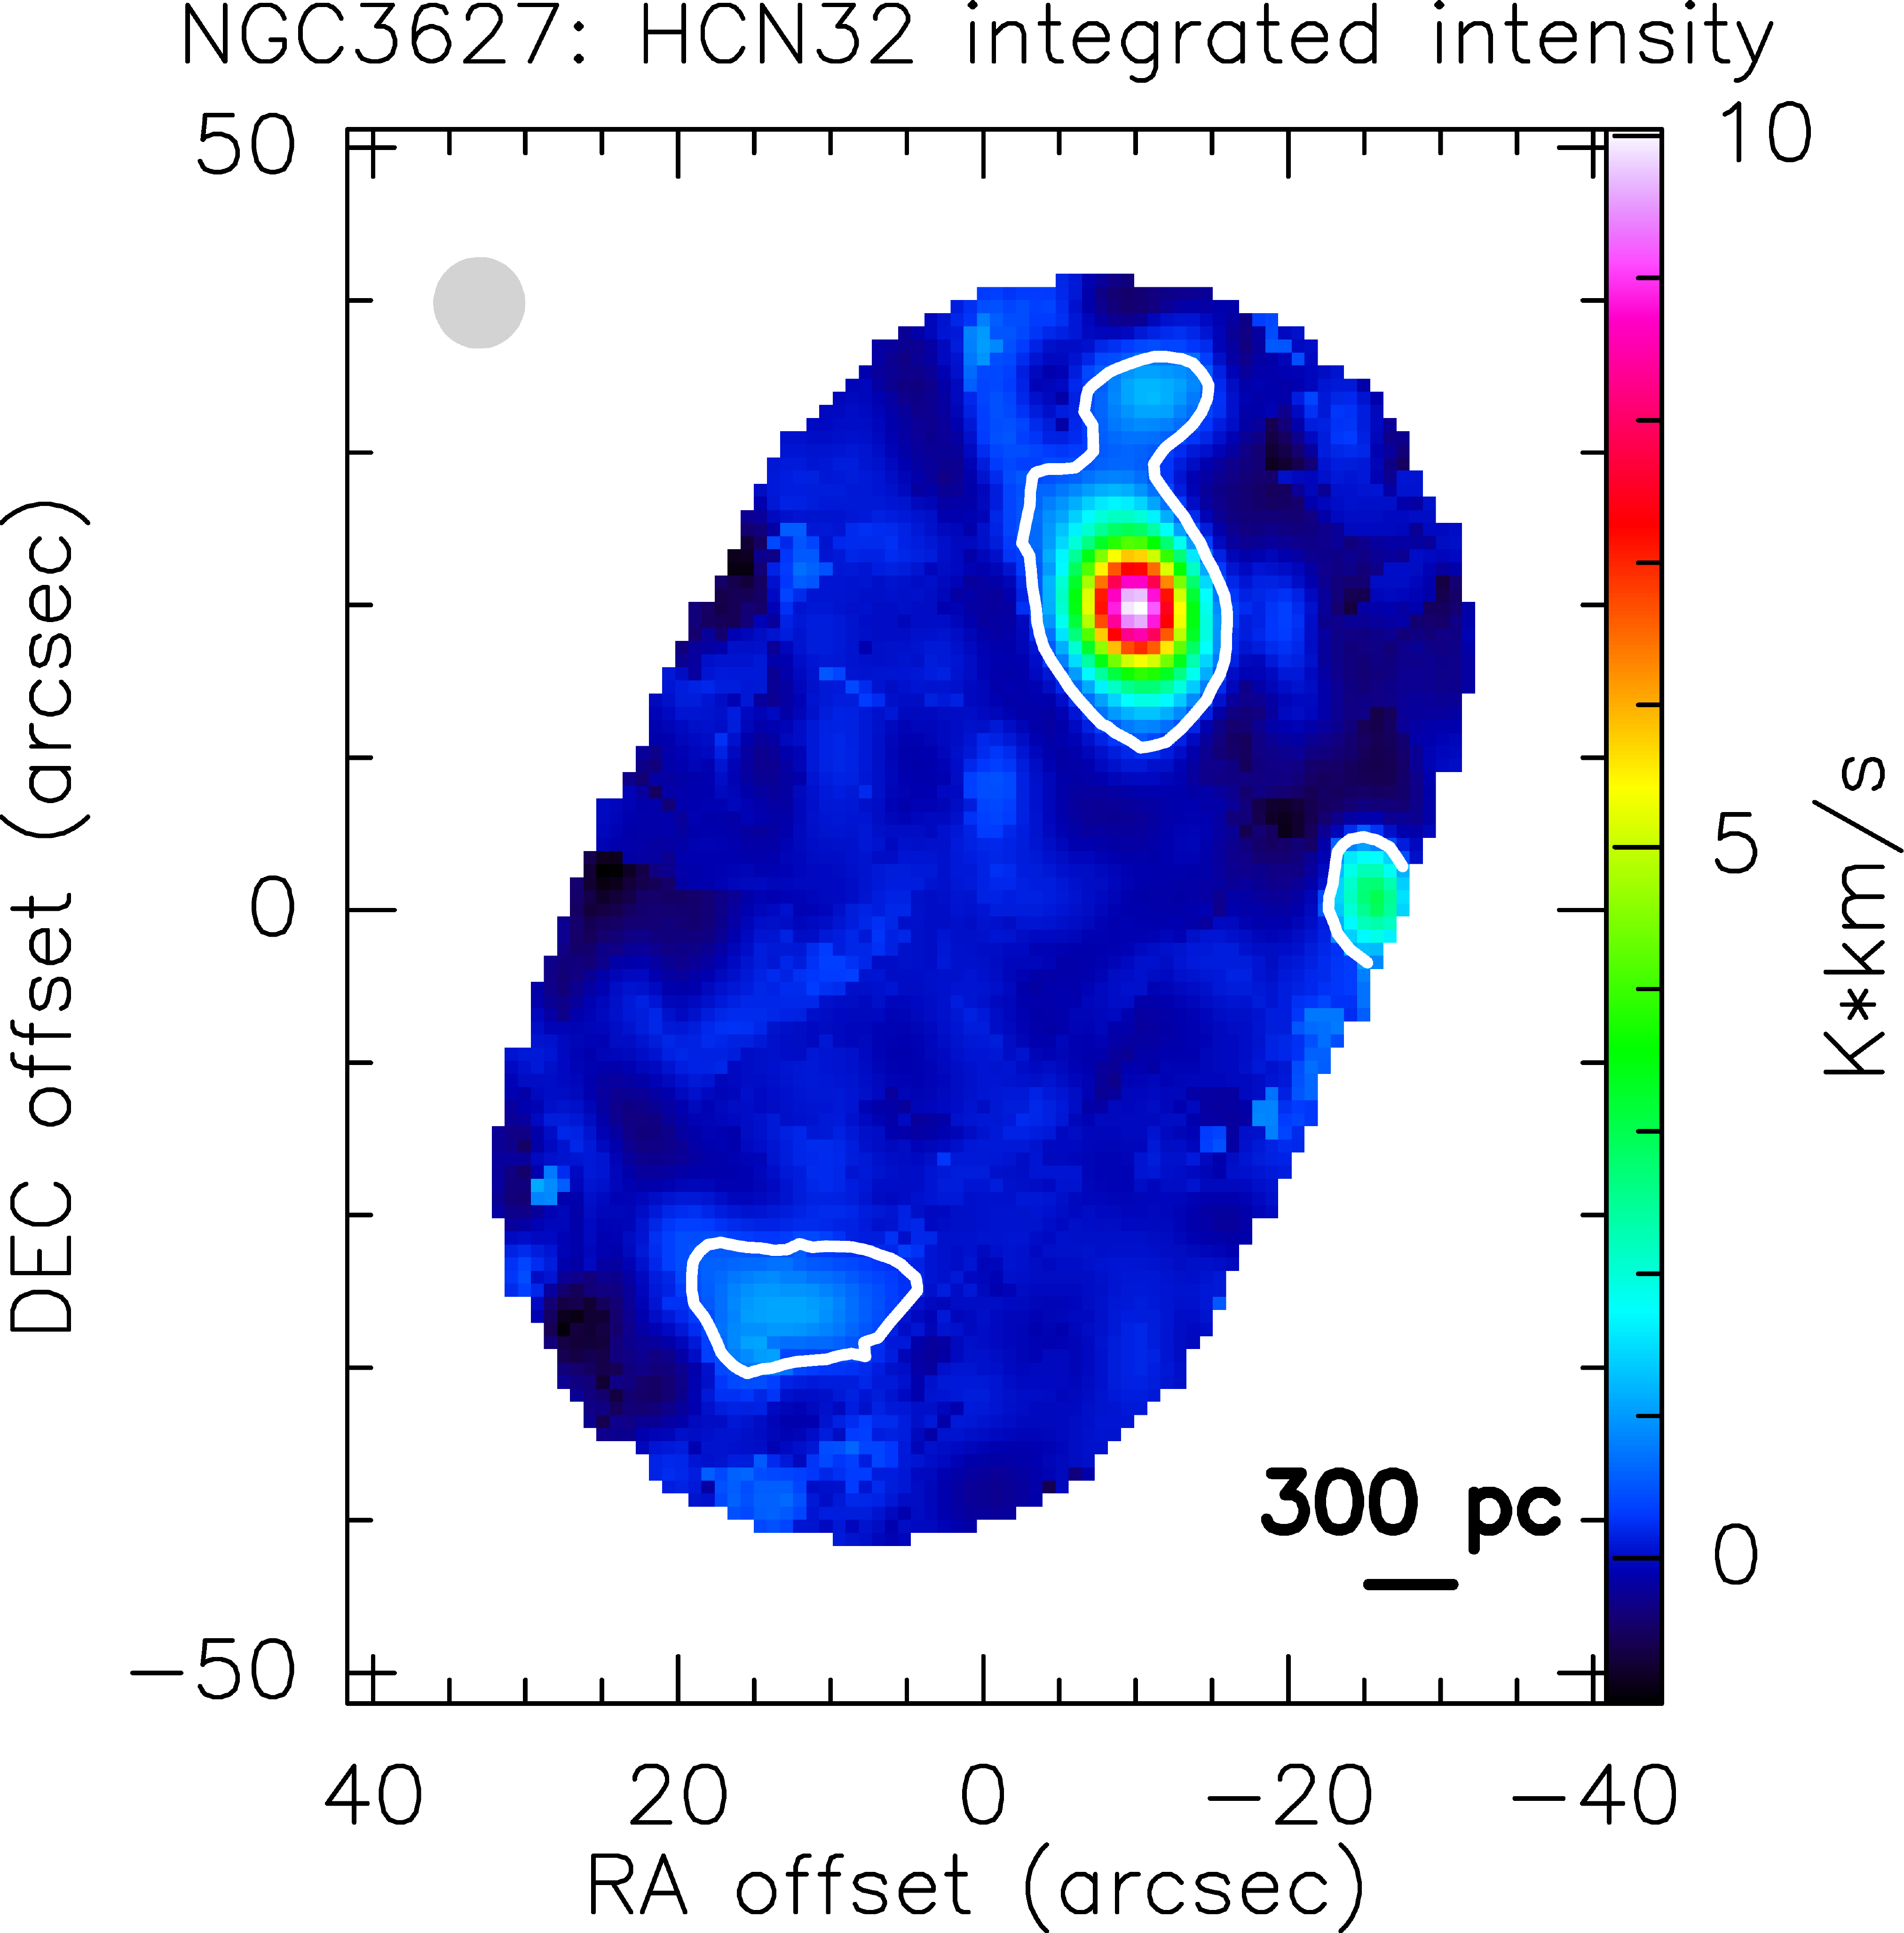 NGC3627: HCN32 integrated intensity
50
10
DEC offset (arcsec)
0
5
K*km/s
300 pc
0
−50
40 20 0 −20 −40
RA offset (arcsec)